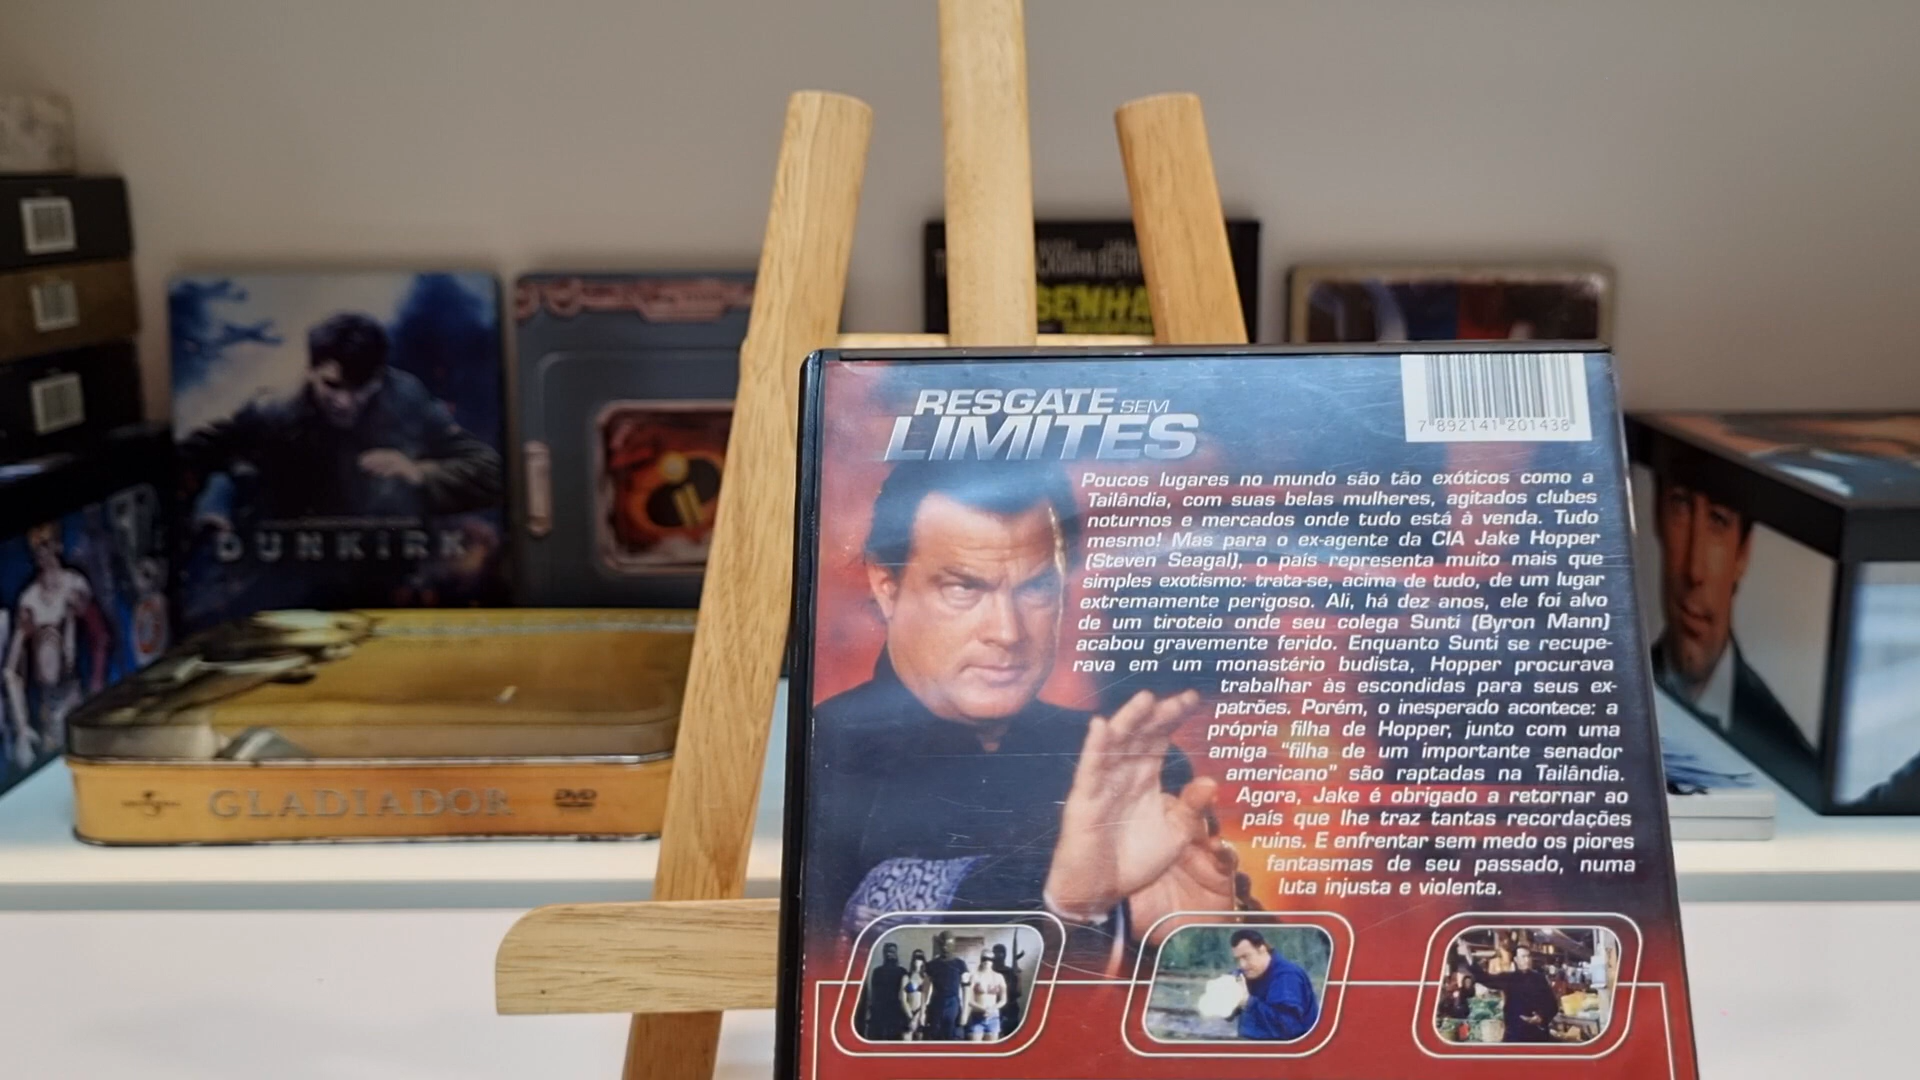 RESGATE SEM
LIMITES
7 892141 201438
Poucos lugares no mundo são tão exóticos como a
Tailândia, com suas belas mulheres, agitados clubes
noturnos e mercados onde tudo está à venda. Tudo
mesmo! Mas para o ex-agente da CIA Jake Hopper
(Steven Seagal), o país representa muito mais que
simples exotismo: trata-se, acima de tudo, de um lugar
extremamente perigoso. Ali, há dez anos, ele foi alvo
de um tiroteio onde seu colega Sunti (Byron Mann)
acabou gravemente ferido. Enquanto Sunti se recupe-
rava em um monastério budista, Hopper procurava
trabalhar às escondidas para seus ex-
patrões. Porém, o inesperado acontece: a
própria filha de Hopper, junto com uma
amiga "filha de um importante senador
americano" são raptadas na Tailândia.
Agora, Jake é obrigado a retornar ao
país que lhe traz tantas recordações
ruins. E enfrentar sem medo os piores
fantasmas de seu passado, numa
luta injusta e violenta.
DUNKIRK
GLADIADOR
DVD
SENHA